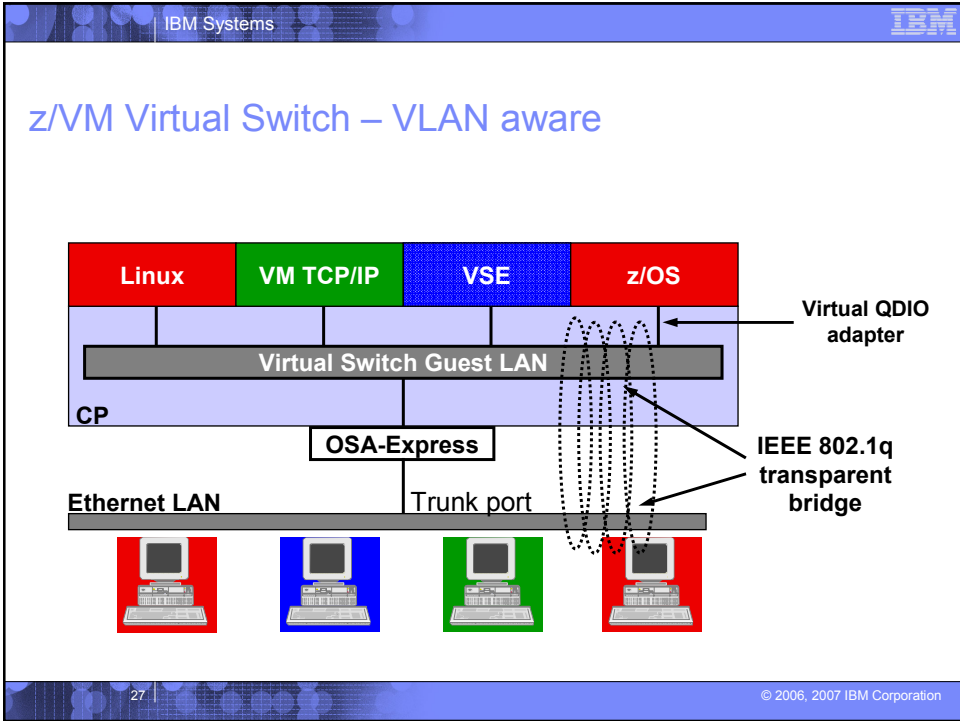 IBM Systems
IBM
z/VM Virtual Switch – VLAN aware
Linux
VM TCP/IP
VSE
z/OS
Virtual QDIO
adapter
Virtual Switch Guest LAN
CP
OSA-Express
IEEE 802.1q
transparent
bridge
Ethernet LAN
Trunk port
27
© 2006, 2007 IBM Corporation